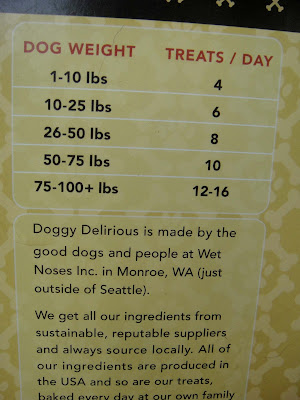 DOG WEIGHT TREATS / DAY
1-10 lbs 4
10-25 lbs 6
26-50 lbs 8
50-75 lbs 10
75-100+ lbs 12-16
Doggy Delirious is made by the
good dogs and people at Wet
Noses Inc. in Monroe, WA (just
outside of Seattle).
We get all our ingredients from
sustainable, reputable suppliers
and always source locally. All of
our ingredients are produced in
the USA and so are our treats,
baked every day at our own family